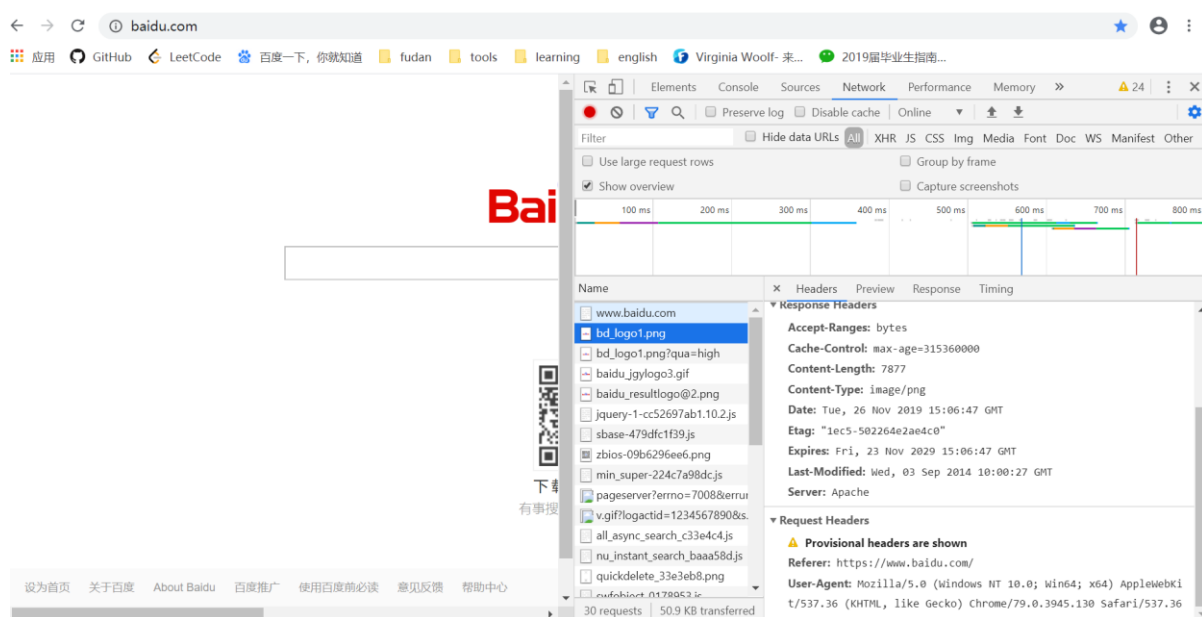 baidu.com
应用 GitHub LeetCode 百度一下，你就知道 fudan tools learning english Virginia Woolf- 来... 2019届毕业生指南...
Elements Console Sources Network Performance Memory » 24
Preserve log Disable cache Online
Filter Hide data URLs All XHR JS CSS Img Media Font Doc WS Manifest Other
Use large request rows Group by frame
Show overview Capture screenshots
100 ms 200 ms 300 ms 400 ms 500 ms 600 ms 700 ms 800 ms
Bai
Name
www.baidu.com
bd_logo1.png
bd_logo1.png?qua=high
baidu_jgylogo3.gif
baidu_resultlogo@2.png
jquery-1-cc52697ab1.10.2.js
sbase-479dfc1f39.js
zbios-09b6296ee6.png
min_super-224c7a98dc.js
pageserver?errno=7008&errur
v.gif?logactid=1234567890&s.
all_async_search_c33e4c4.js
nu_instant_search_baaa58d.js
quickdelete_33e3eb8.png
swfobject_0178953.js
30 requests 50.9 KB transferred
× Headers Preview Response Timing
Response Headers
Accept-Ranges: bytes
Cache-Control: max-age=315360000
Content-Length: 7877
Content-Type: image/png
Date: Tue, 26 Nov 2019 15:06:47 GMT
Etag: "1ec5-502264e2ae4c0"
Expires: Fri, 23 Nov 2029 15:06:47 GMT
Last-Modified: Wed, 03 Sep 2014 10:00:27 GMT
Server: Apache
Request Headers
Provisional headers are shown
Referer: https://www.baidu.com/
User-Agent: Mozilla/5.0 (Windows NT 10.0; Win64; x64) AppleWebKi
t/537.36 (KHTML, like Gecko) Chrome/79.0.3945.130 Safari/537.36
下载
有事搜
设为首页 关于百度 About Baidu 百度推广 使用百度前必读 意见反馈 帮助中心